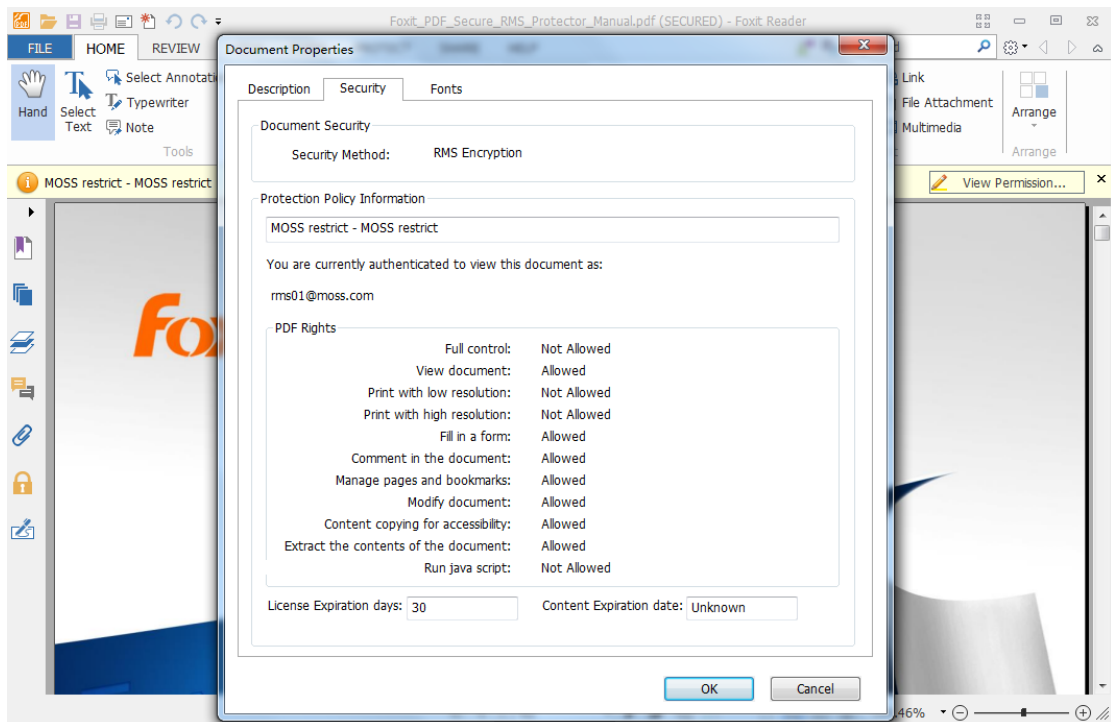 Foxit_PDF_Secure_RMS_Protector_Manual.pdf (SECURED) - Foxit Reader
FILE
HOME
REVIEW
HELP
Hand
Select
Text
Select Annotati
Typewriter
Note
Tools
Link
File Attachment
Multimedia
Arrange
Arrange
MOSS restrict - MOSS restrict
View Permission...
Document Properties
Description
Security
Fonts
Document Security
Security Method: RMS Encryption
Protection Policy Information
MOSS restrict - MOSS restrict
You are currently authenticated to view this document as:
rms01@moss.com
PDF Rights
Full control: Not Allowed
View document: Allowed
Print with low resolution: Not Allowed
Print with high resolution: Not Allowed
Fill in a form: Allowed
Comment in the document: Allowed
Manage pages and bookmarks: Allowed
Modify document: Allowed
Content copying for accessibility: Allowed
Extract the contents of the document: Allowed
Run java script: Not Allowed
License Expiration days: 30 Content Expiration date: Unknown
OK Cancel
.46%